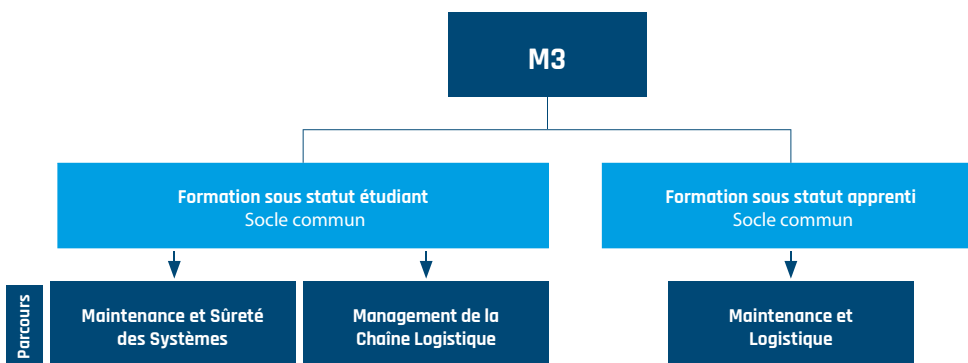 M3
Formation sous statut étudiant
Socle commun
Formation sous statut apprenti
Socle commun
Parcours
Maintenance et Sûreté
des Systèmes
Management de la
Chaîne Logistique
Maintenance et
Logistique